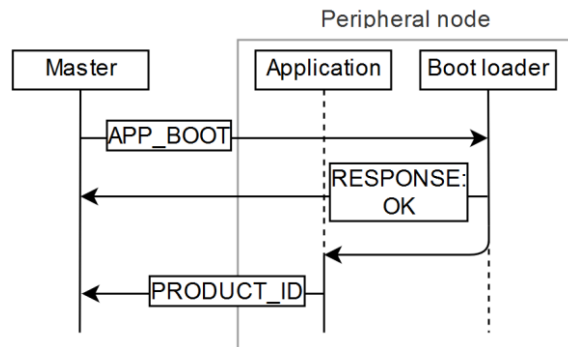 Peripheral node
Master
Application
Boot loader
APP_BOOT
RESPONSE:
OK
PRODUCT_ID